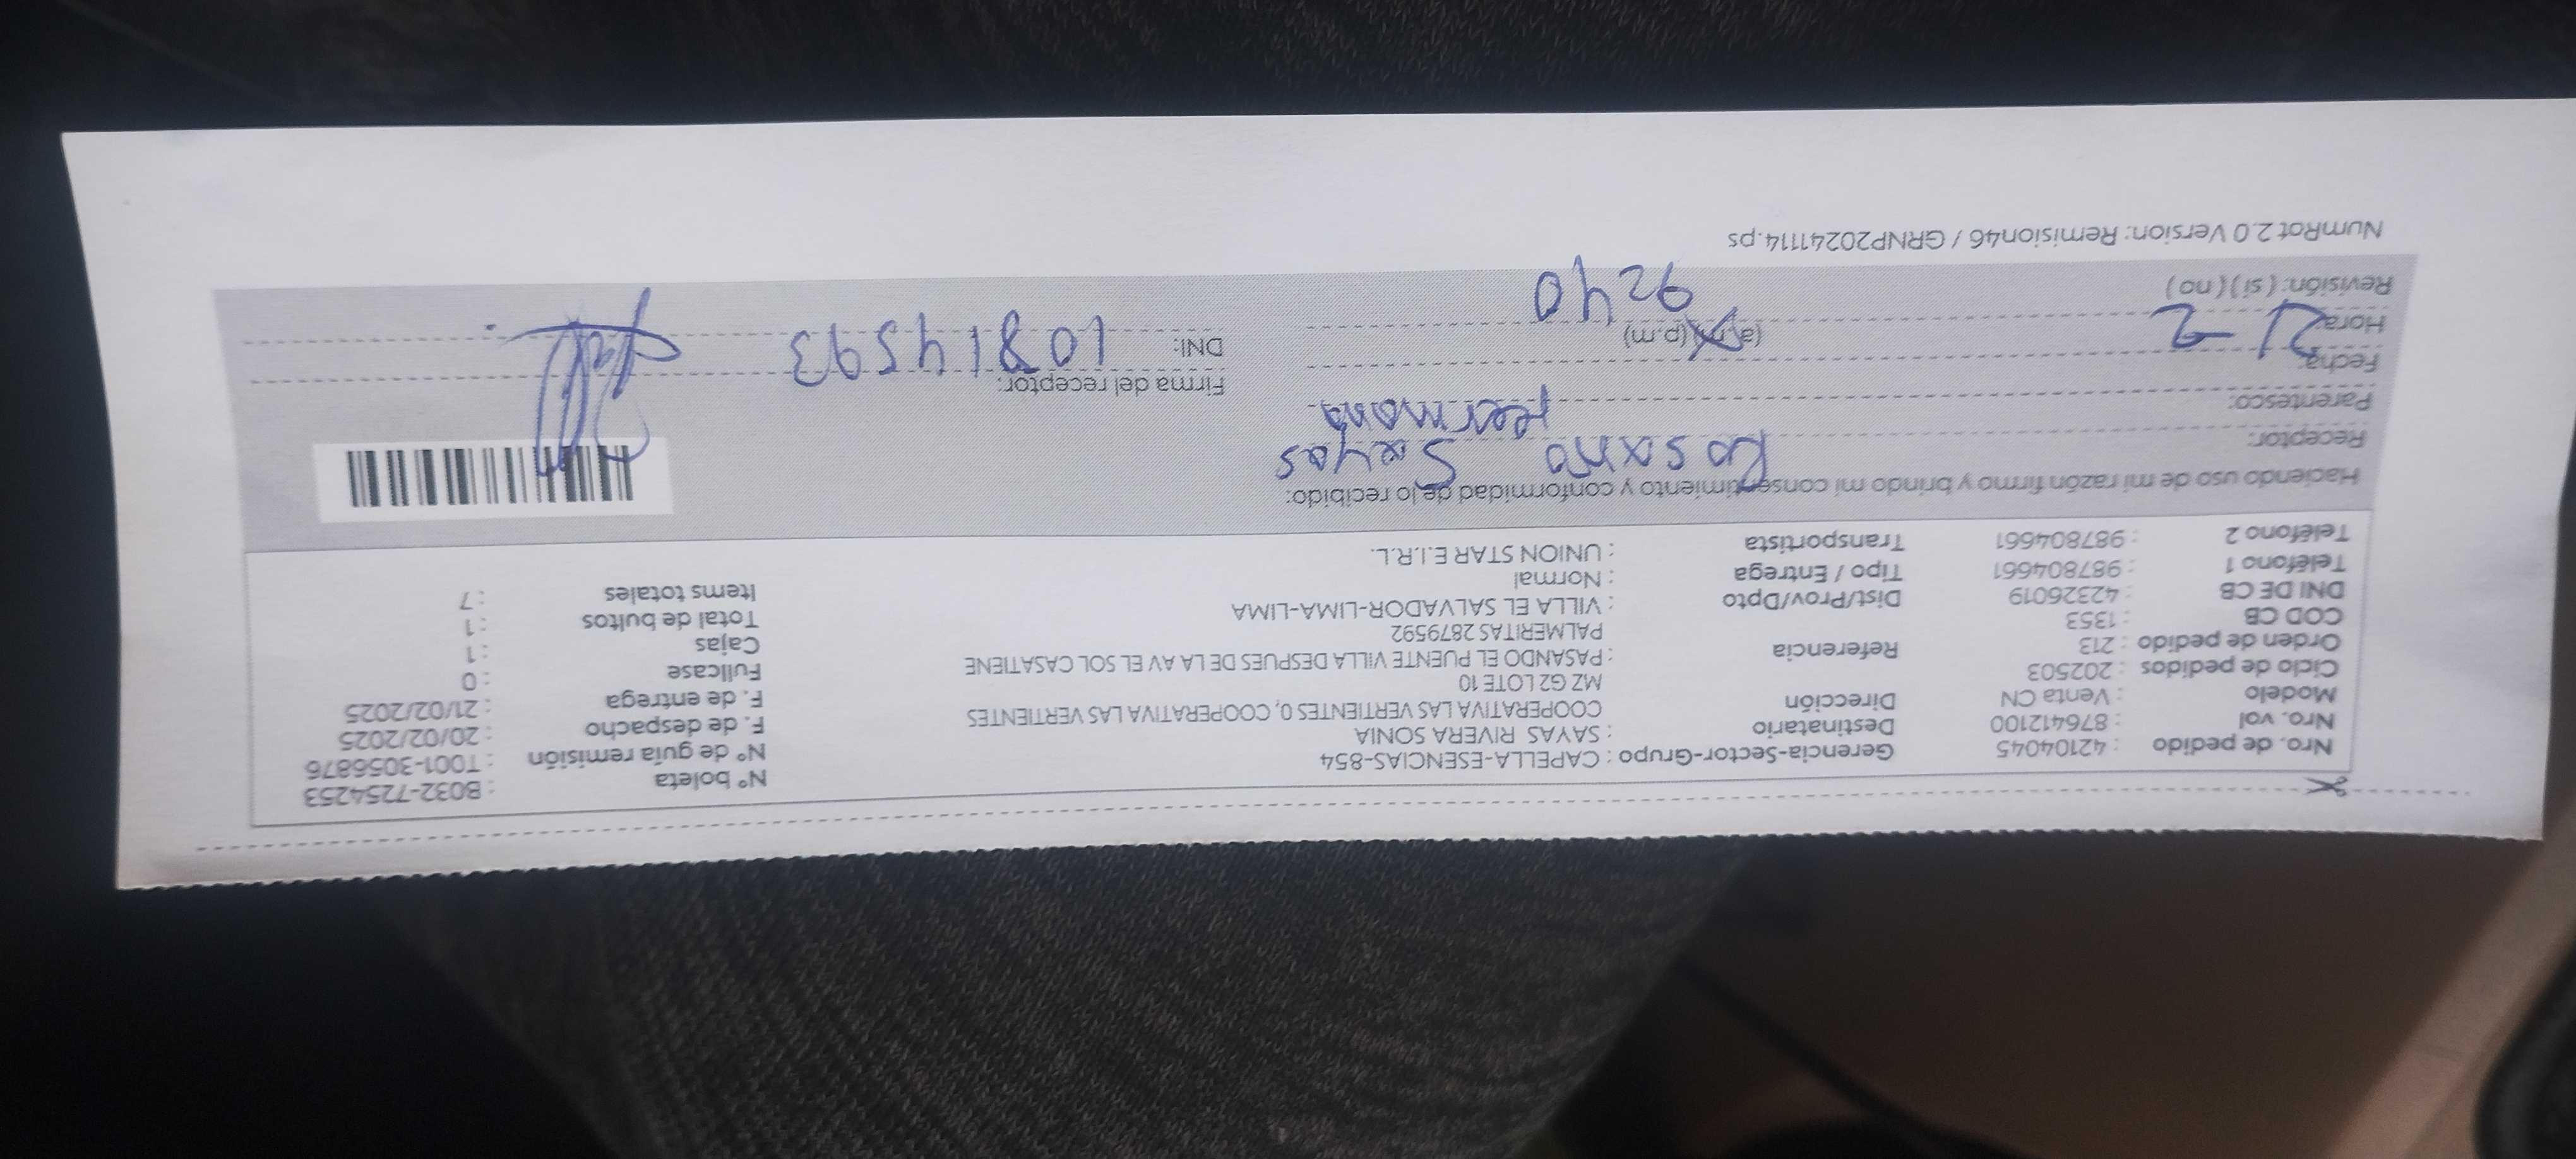 Nro. de pedido : 42104045 Gerencia-Sector-Grupo : CAPELLA-ESENCIAS-854 N° boleta : B032-7254253
Nro. vol : 876412100 Destinatario : SAYAS RIVERA SONIA N° de guía remisión : T001-3056876
Modelo : Venta CN Dirección COOPERATIVA LAS VERTIENTES 0, COOPERATIVA LAS VERTIENTES F. de despacho : 20/02/2025
Ciclo de pedidos : 202503 MZ G2 LOTE 10 F. de entrega : 21/02/2025
Orden de pedido : 213 Referencia : PASANDO EL PUENTE VILLA DESPUES DE LA AV EL SOL CASATIENE Fullcase : 0
COD CB : 1353 PALMERITAS 2879592 Cajas : 1
DNI DE CB : 42326019 Dist/Prov/Dpto : VILLA EL SALVADOR-LIMA-LIMA Total de bultos : 1
Teléfono 1 : 987804661 Tipo / Entrega : Normal Items totales : 7
Teléfono 2 : 987804661 Transportista : UNION STAR E.I.R.L.
Haciendo uso de mi razón firmo y brindo mi consentimiento y conformidad de lo recibido:
Receptor: Rosario Sayas
Parentesco: Hermana
Fecha: 21-2 Firma del receptor:
Hora: (a.m) (p.m) 9:40 DNI: 10814593
Revisión: ( si ) ( no )
NumRot 2.0 Version: Remision46 / GRNP20241114.ps